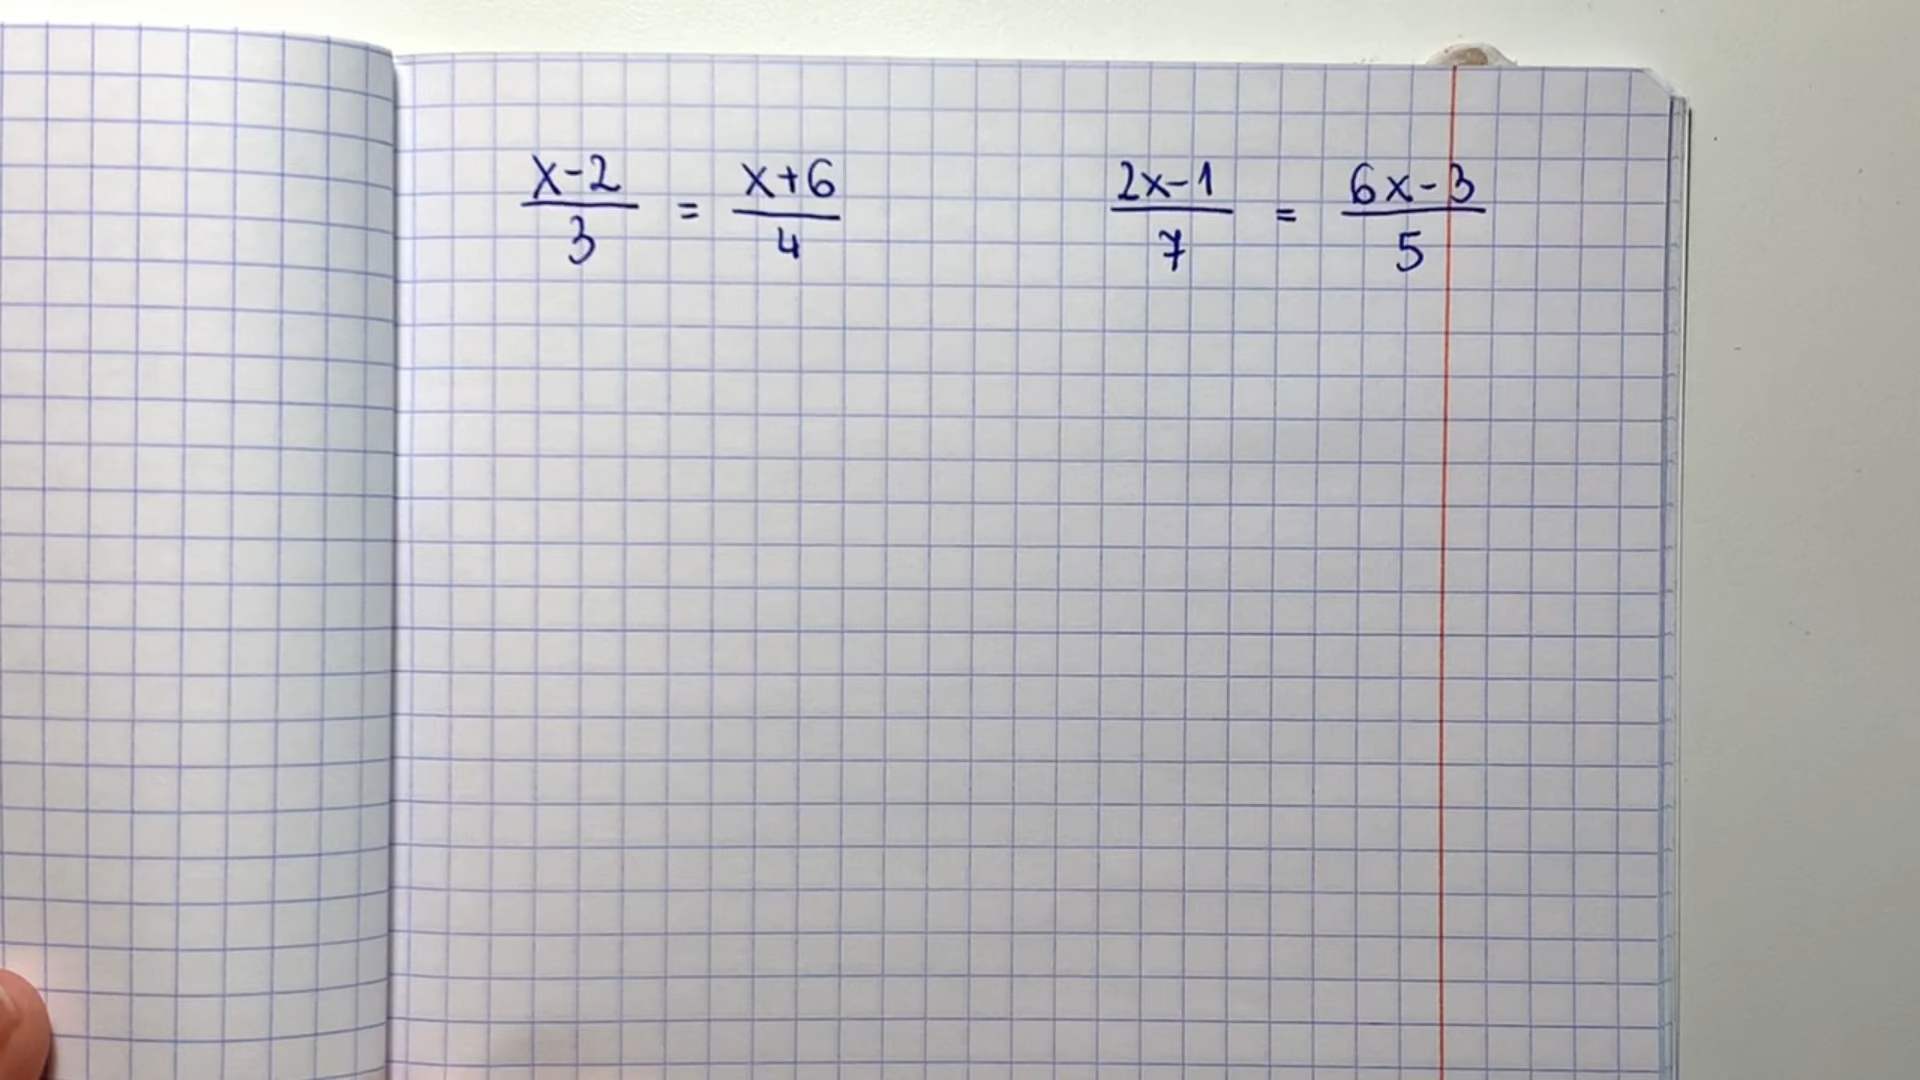 x-2/3 = x+6/4
2x-1/7 = 6x-3/5